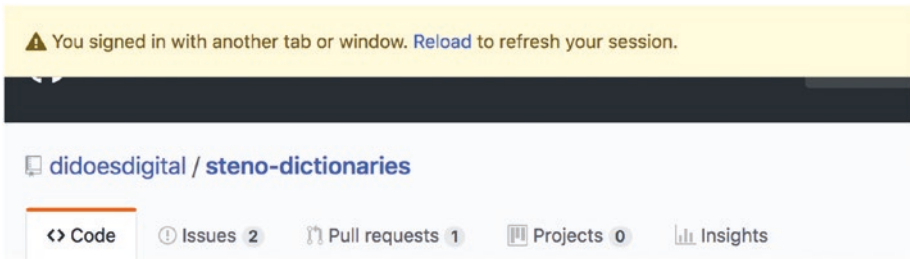 You signed in with another tab or window. Reload to refresh your session.
didoesdigital / steno-dictionaries
Code Issues 2 Pull requests 1 Projects 0 Insights